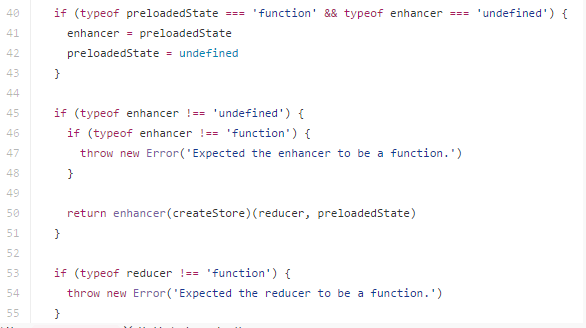 40 if (typeof preloadedState === 'function' && typeof enhancer === 'undefined') {
41 enhancer = preloadedState
42 preloadedState = undefined
43 }
44
45 if (typeof enhancer !== 'undefined') {
46 if (typeof enhancer !== 'function') {
47 throw new Error('Expected the enhancer to be a function.')
48 }
49
50 return enhancer(createStore)(reducer, preloadedState)
51 }
52
53 if (typeof reducer !== 'function') {
54 throw new Error('Expected the reducer to be a function.')
55 }